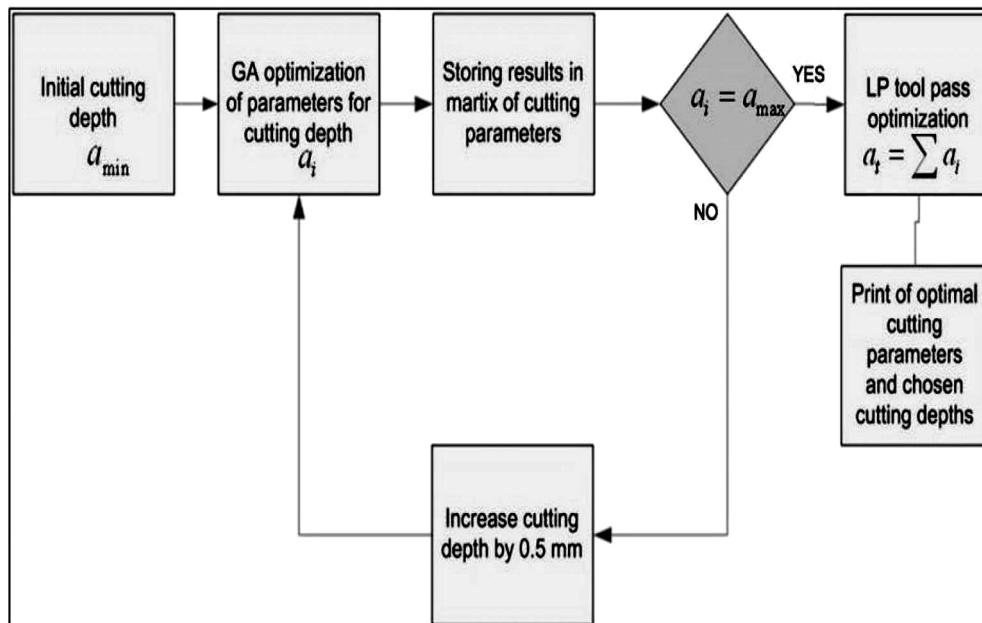 Initial cutting
depth
a_min
GA optimization
of parameters for
cutting depth
a_i
Storing results in
martix of cutting
parameters
a_i = a_max
YES
NO
LP tool pass
optimization
a_t = ∑ a_i
Print of optimal
cutting
parameters
and chosen
cutting depths
Increase cutting
depth by 0.5 mm